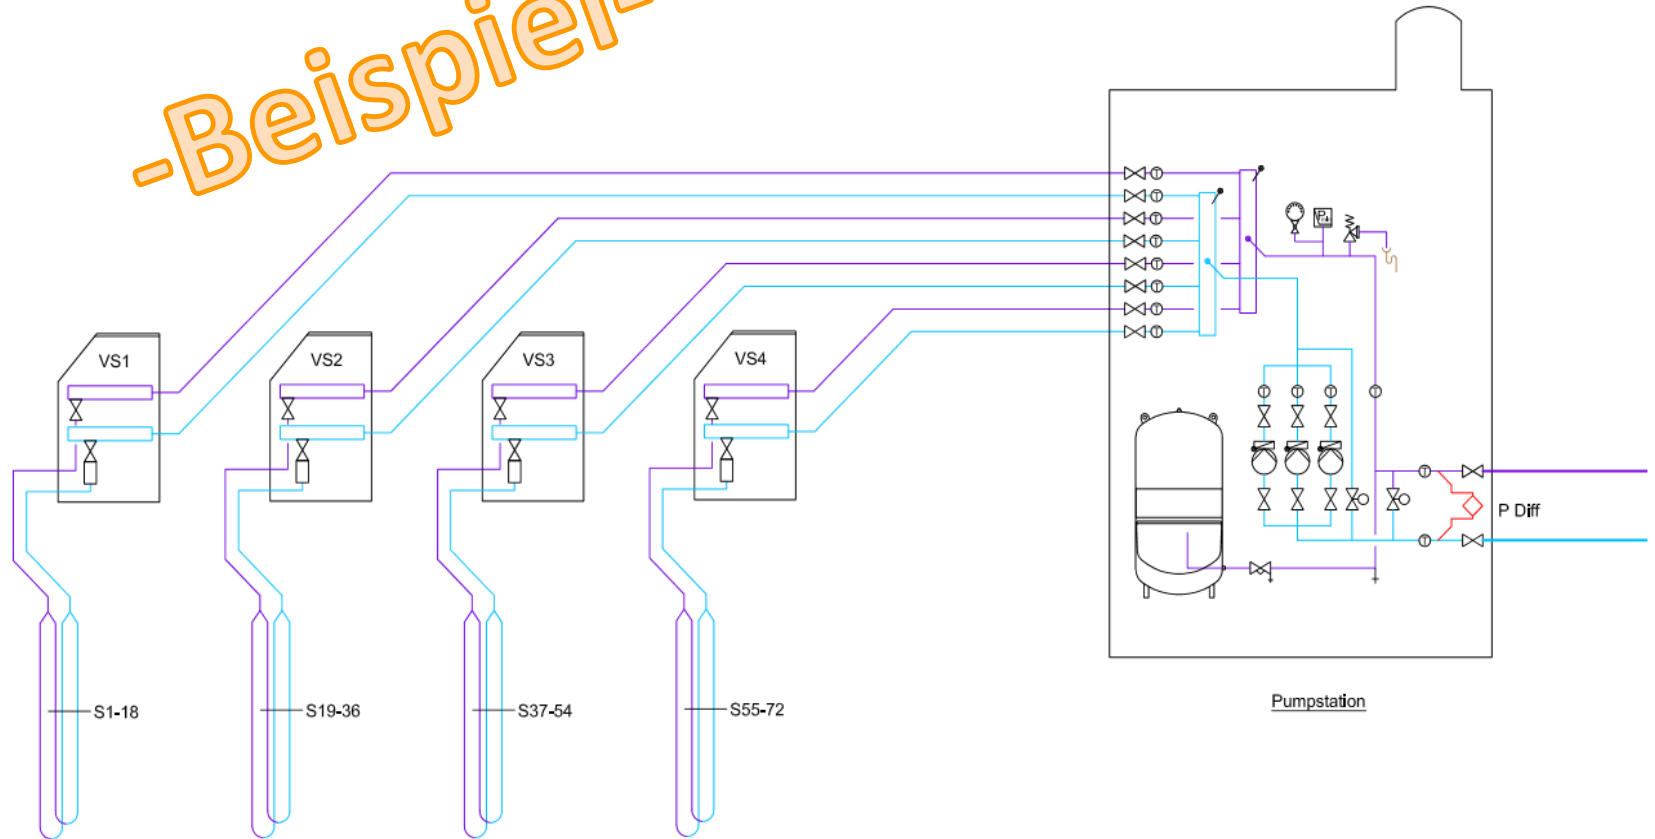 -Beispiel-
VS1
VS2
VS3
VS4
T
T
T
T
T
T
T
T
P
T
T
T
T
T
P Diff
T
S1-18
S19-36
S37-54
S55-72
Pumpstation